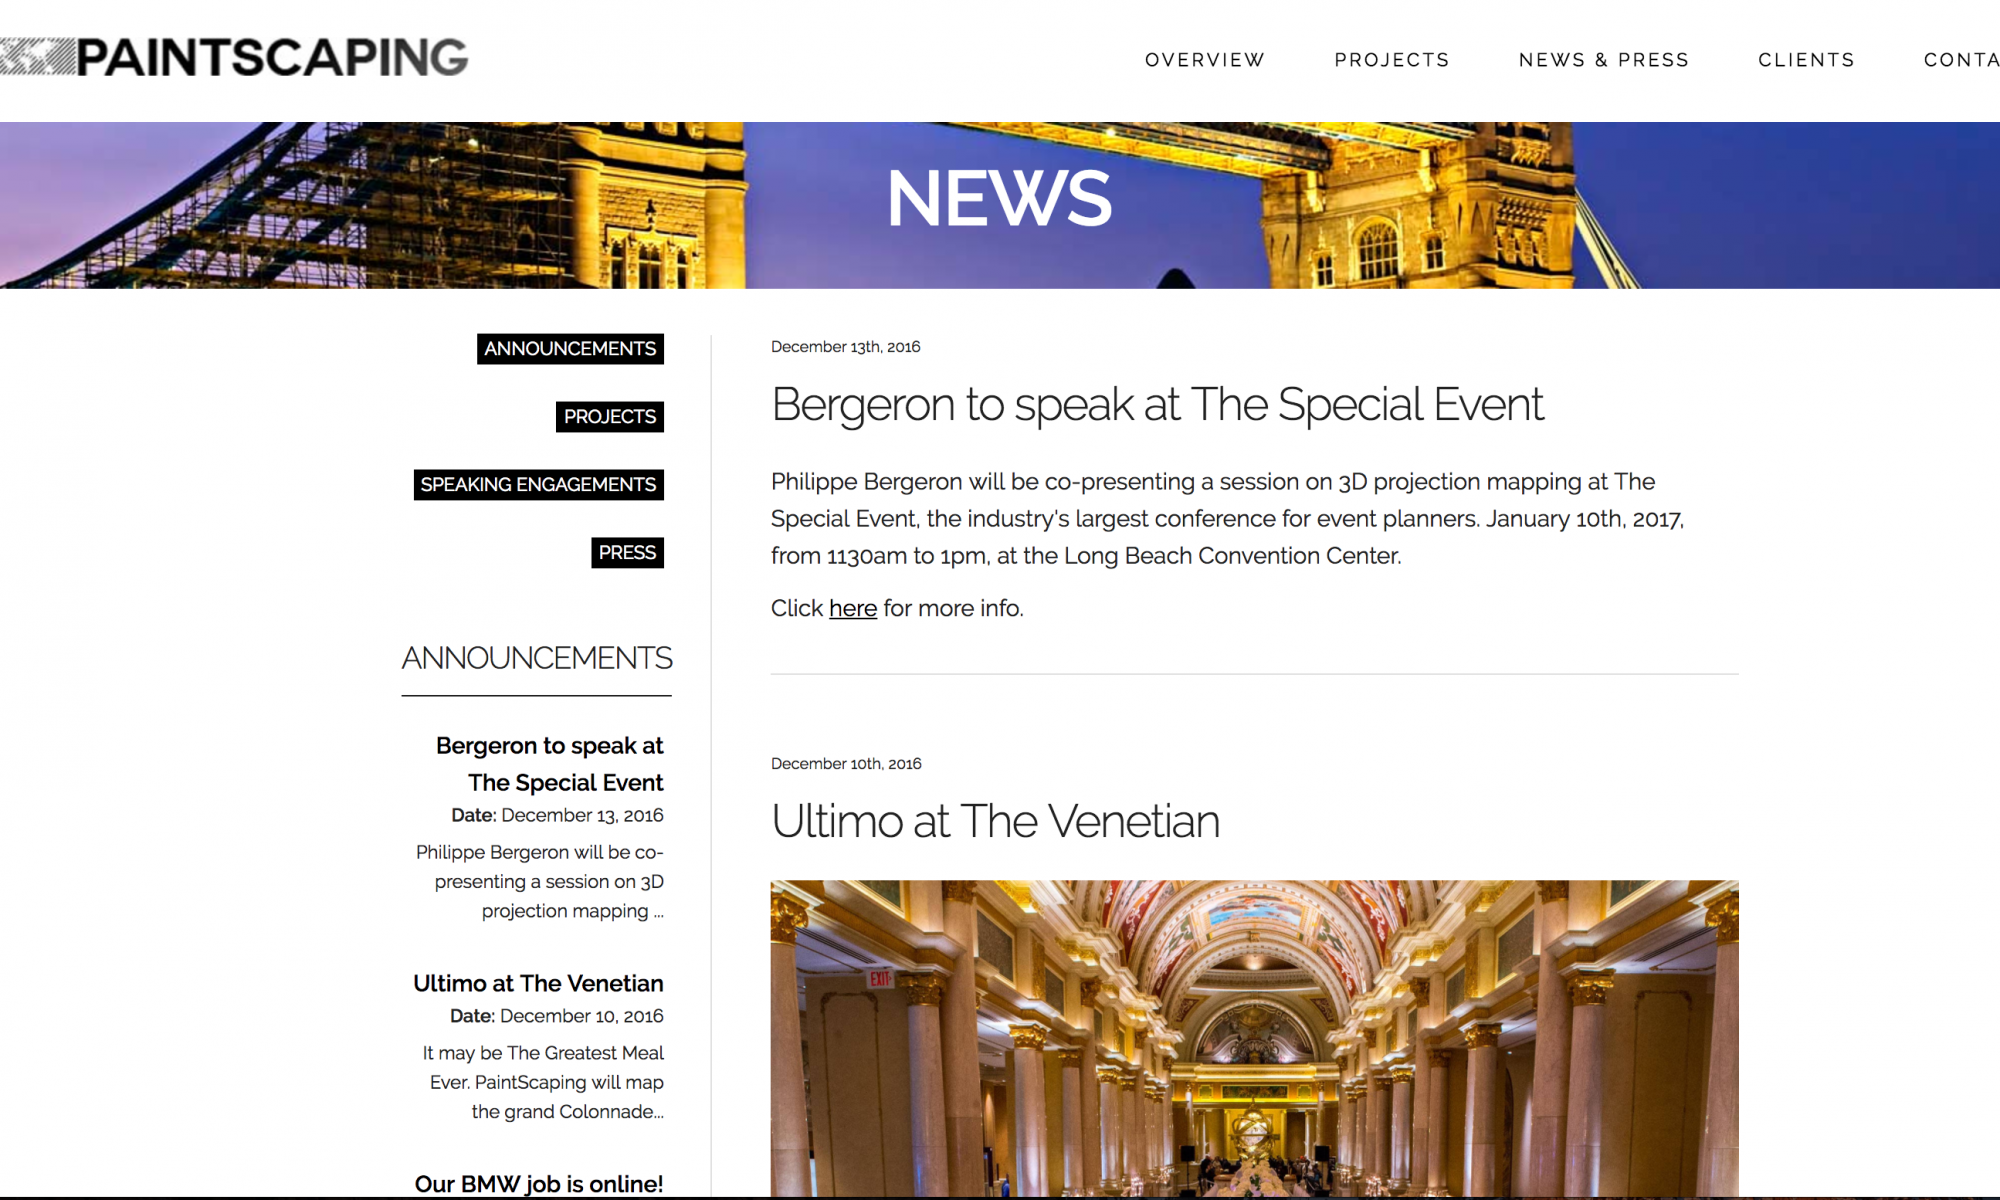 PAINTSCAPING
OVERVIEW PROJECTS NEWS & PRESS CLIENTS CONTA
NEWS
ANNOUNCEMENTS
PROJECTS
SPEAKING ENGAGEMENTS
PRESS
ANNOUNCEMENTS
Bergeron to speak at
The Special Event
Date: December 13, 2016
Philippe Bergeron will be co-
presenting a session on 3D
projection mapping ...
Ultimo at The Venetian
Date: December 10, 2016
It may be The Greatest Meal
Ever. PaintScaping will map
the grand Colonnade...
Our BMW job is online!
December 13th, 2016
Bergeron to speak at The Special Event
Philippe Bergeron will be co-presenting a session on 3D projection mapping at The
Special Event, the industry's largest conference for event planners. January 10th, 2017,
from 1130am to 1pm, at the Long Beach Convention Center.
Click here for more info.
December 10th, 2016
Ultimo at The Venetian
EXIT